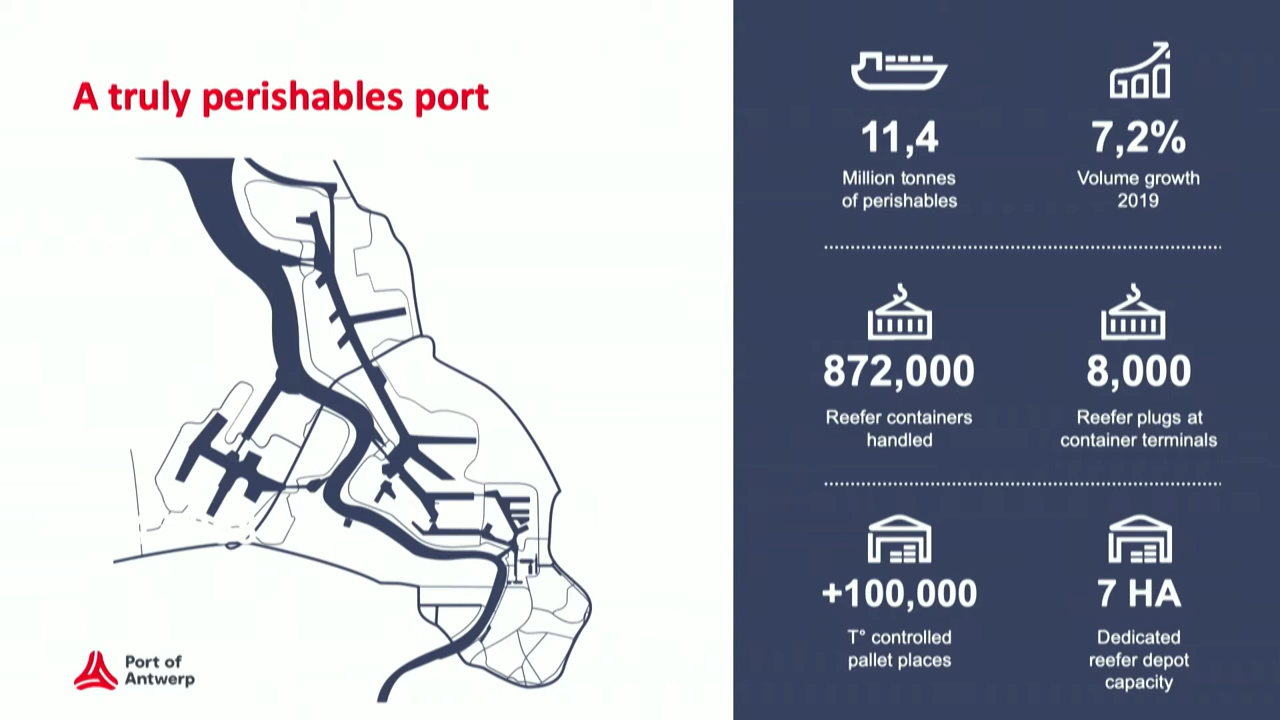 A truly perishables port
11,4
Million tonnes
of perishables
7,2%
Volume growth
2019
872,000
Reefer containers
handled
8,000
Reefer plugs at
container terminals
+100,000
T° controlled
pallet places
7 HA
Dedicated
reefer depot
capacity
Port of
Antwerp